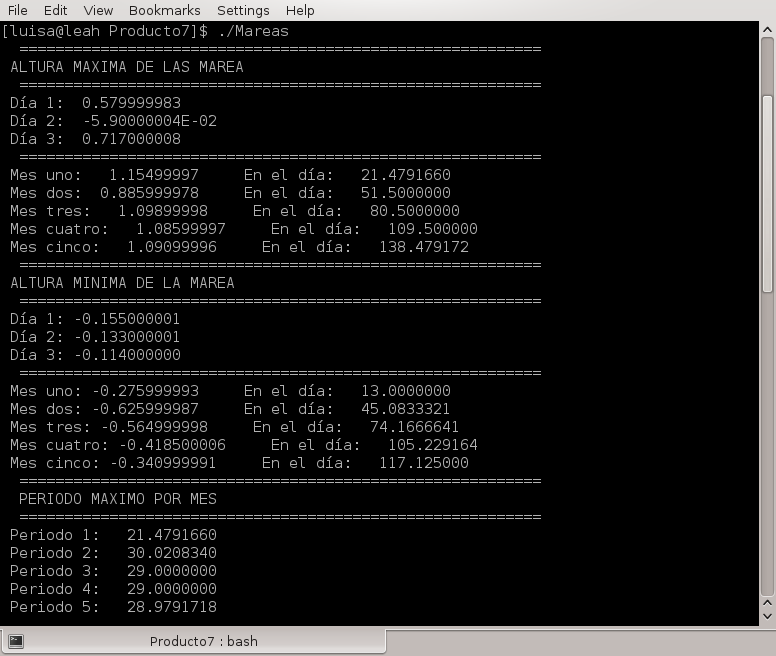 File Edit View Bookmarks Settings Help
[luisa@leah Producto7]$ ./Mareas
==========================================================
ALTURA MAXIMA DE LAS MAREA
==========================================================
Día 1:  0.579999983
Día 2:  -5.90000004E-02
Día 3:  0.717000008
==========================================================
Mes uno:   1.15499997     En el día:   21.4791660
Mes dos:  0.885999978     En el día:   51.5000000
Mes tres:   1.09899998     En el día:   80.5000000
Mes cuatro:   1.08599997     En el día:   109.500000
Mes cinco:   1.09099996     En el día:   138.479172
==========================================================
ALTURA MINIMA DE LA MAREA
==========================================================
Día 1: -0.155000001
Día 2: -0.133000001
Día 3: -0.114000000
==========================================================
Mes uno: -0.275999993     En el día:   13.0000000
Mes dos: -0.625999987     En el día:   45.0833321
Mes tres: -0.564999998     En el día:   74.1666641
Mes cuatro: -0.418500006     En el día:   105.229164
Mes cinco: -0.340999991     En el día:   117.125000
==========================================================
PERIODO MAXIMO POR MES
==========================================================
Periodo 1:   21.4791660
Periodo 2:   30.0208340
Periodo 3:   29.0000000
Periodo 4:   29.0000000
Periodo 5:   28.9791718
Producto7 : bash